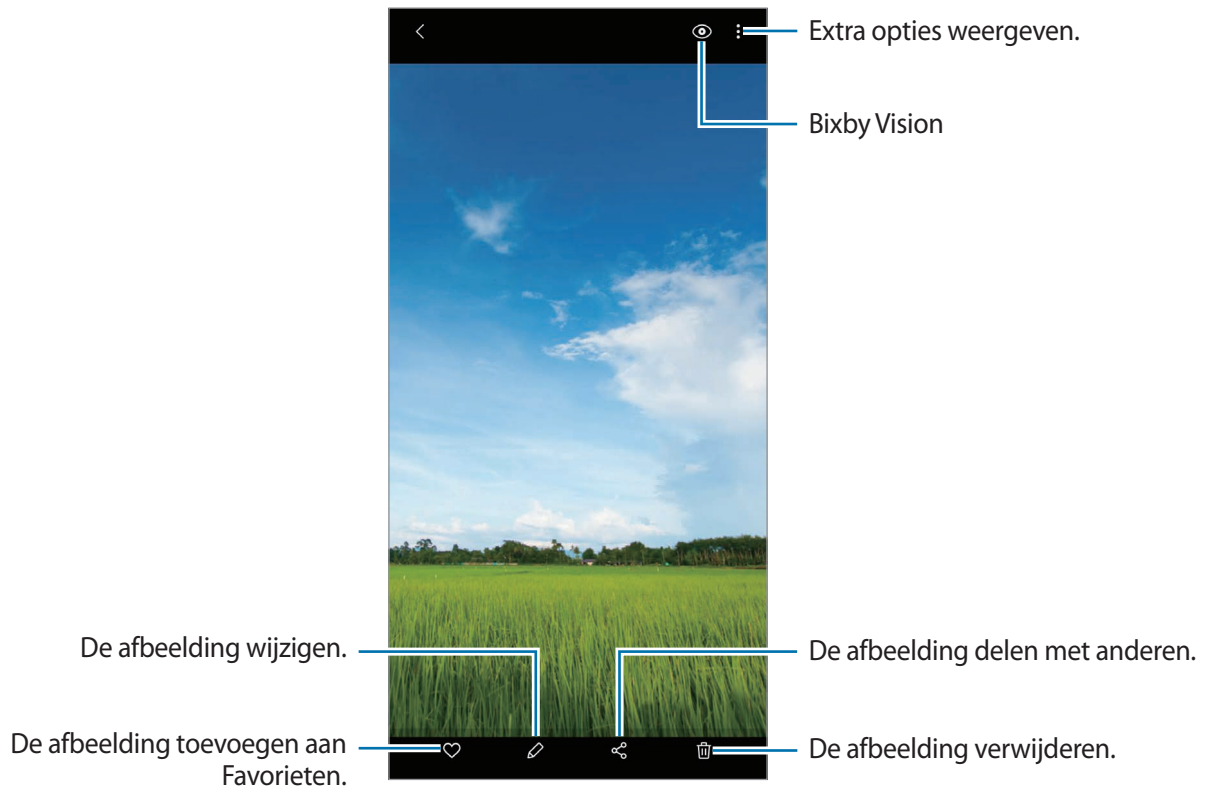 Extra opties weergeven.
Bixby Vision
De afbeelding wijzigen.
De afbeelding delen met anderen.
De afbeelding toevoegen aan
Favorieten.
De afbeelding verwijderen.